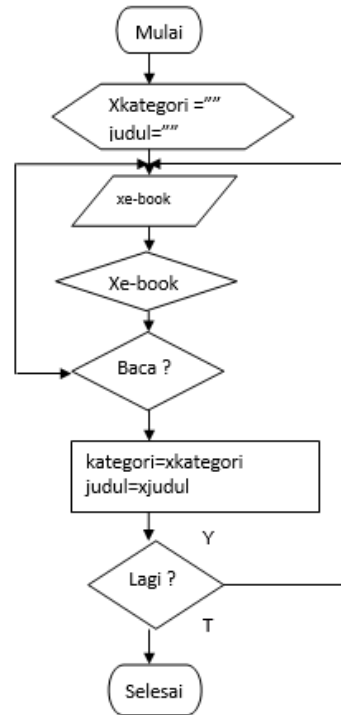 Mulai
Xkategori =””
judul=””
xe-book
Xe-book
Baca ?
kategori=xkategori
judul=xjudul
Y
Lagi ?
T
Selesai